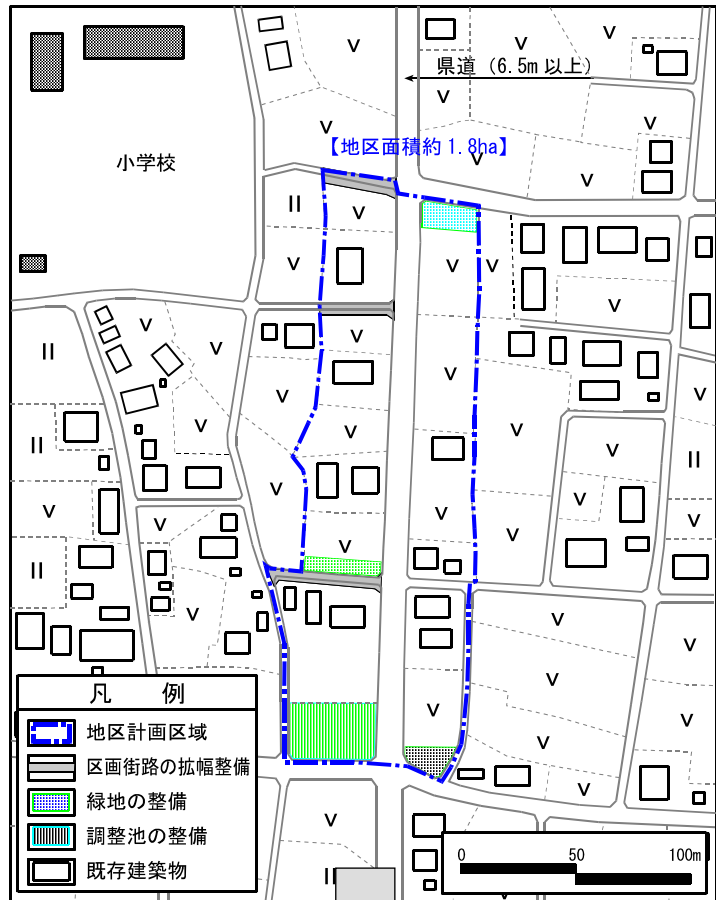 県道（6.5m 以上）
【地区面積約 1.8ha】
小学校
凡 例
地区計画区域
区画街路の拡幅整備
緑地の整備
調整池の整備
既存建築物
0 50 100m